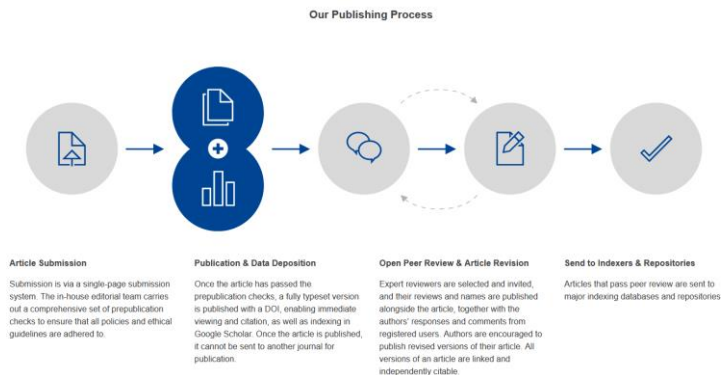 Our Publishing Process
Article Submission
Submission is via a single-page submission
system. The in-house editorial team carries
out a comprehensive set of prepublication
checks to ensure that all policies and ethical
guidelines are adhered to.
Publication & Data Deposition
Once the article has passed the
prepublication checks, a fully typeset version
is published with a DOI, enabling immediate
viewing and citation, as well as indexing in
Google Scholar. Once the article is published,
it cannot be sent to another journal for
publication.
Open Peer Review & Article Revision
Expert reviewers are selected and invited,
and their reviews and names are published
alongside the article, together with the
authors' responses and comments from
registered users. Authors are encouraged to
publish revised versions of their article. All
versions of an article are linked and
independently citable.
Send to Indexers & Repositories
Articles that pass peer review are sent to
major indexing databases and repositories